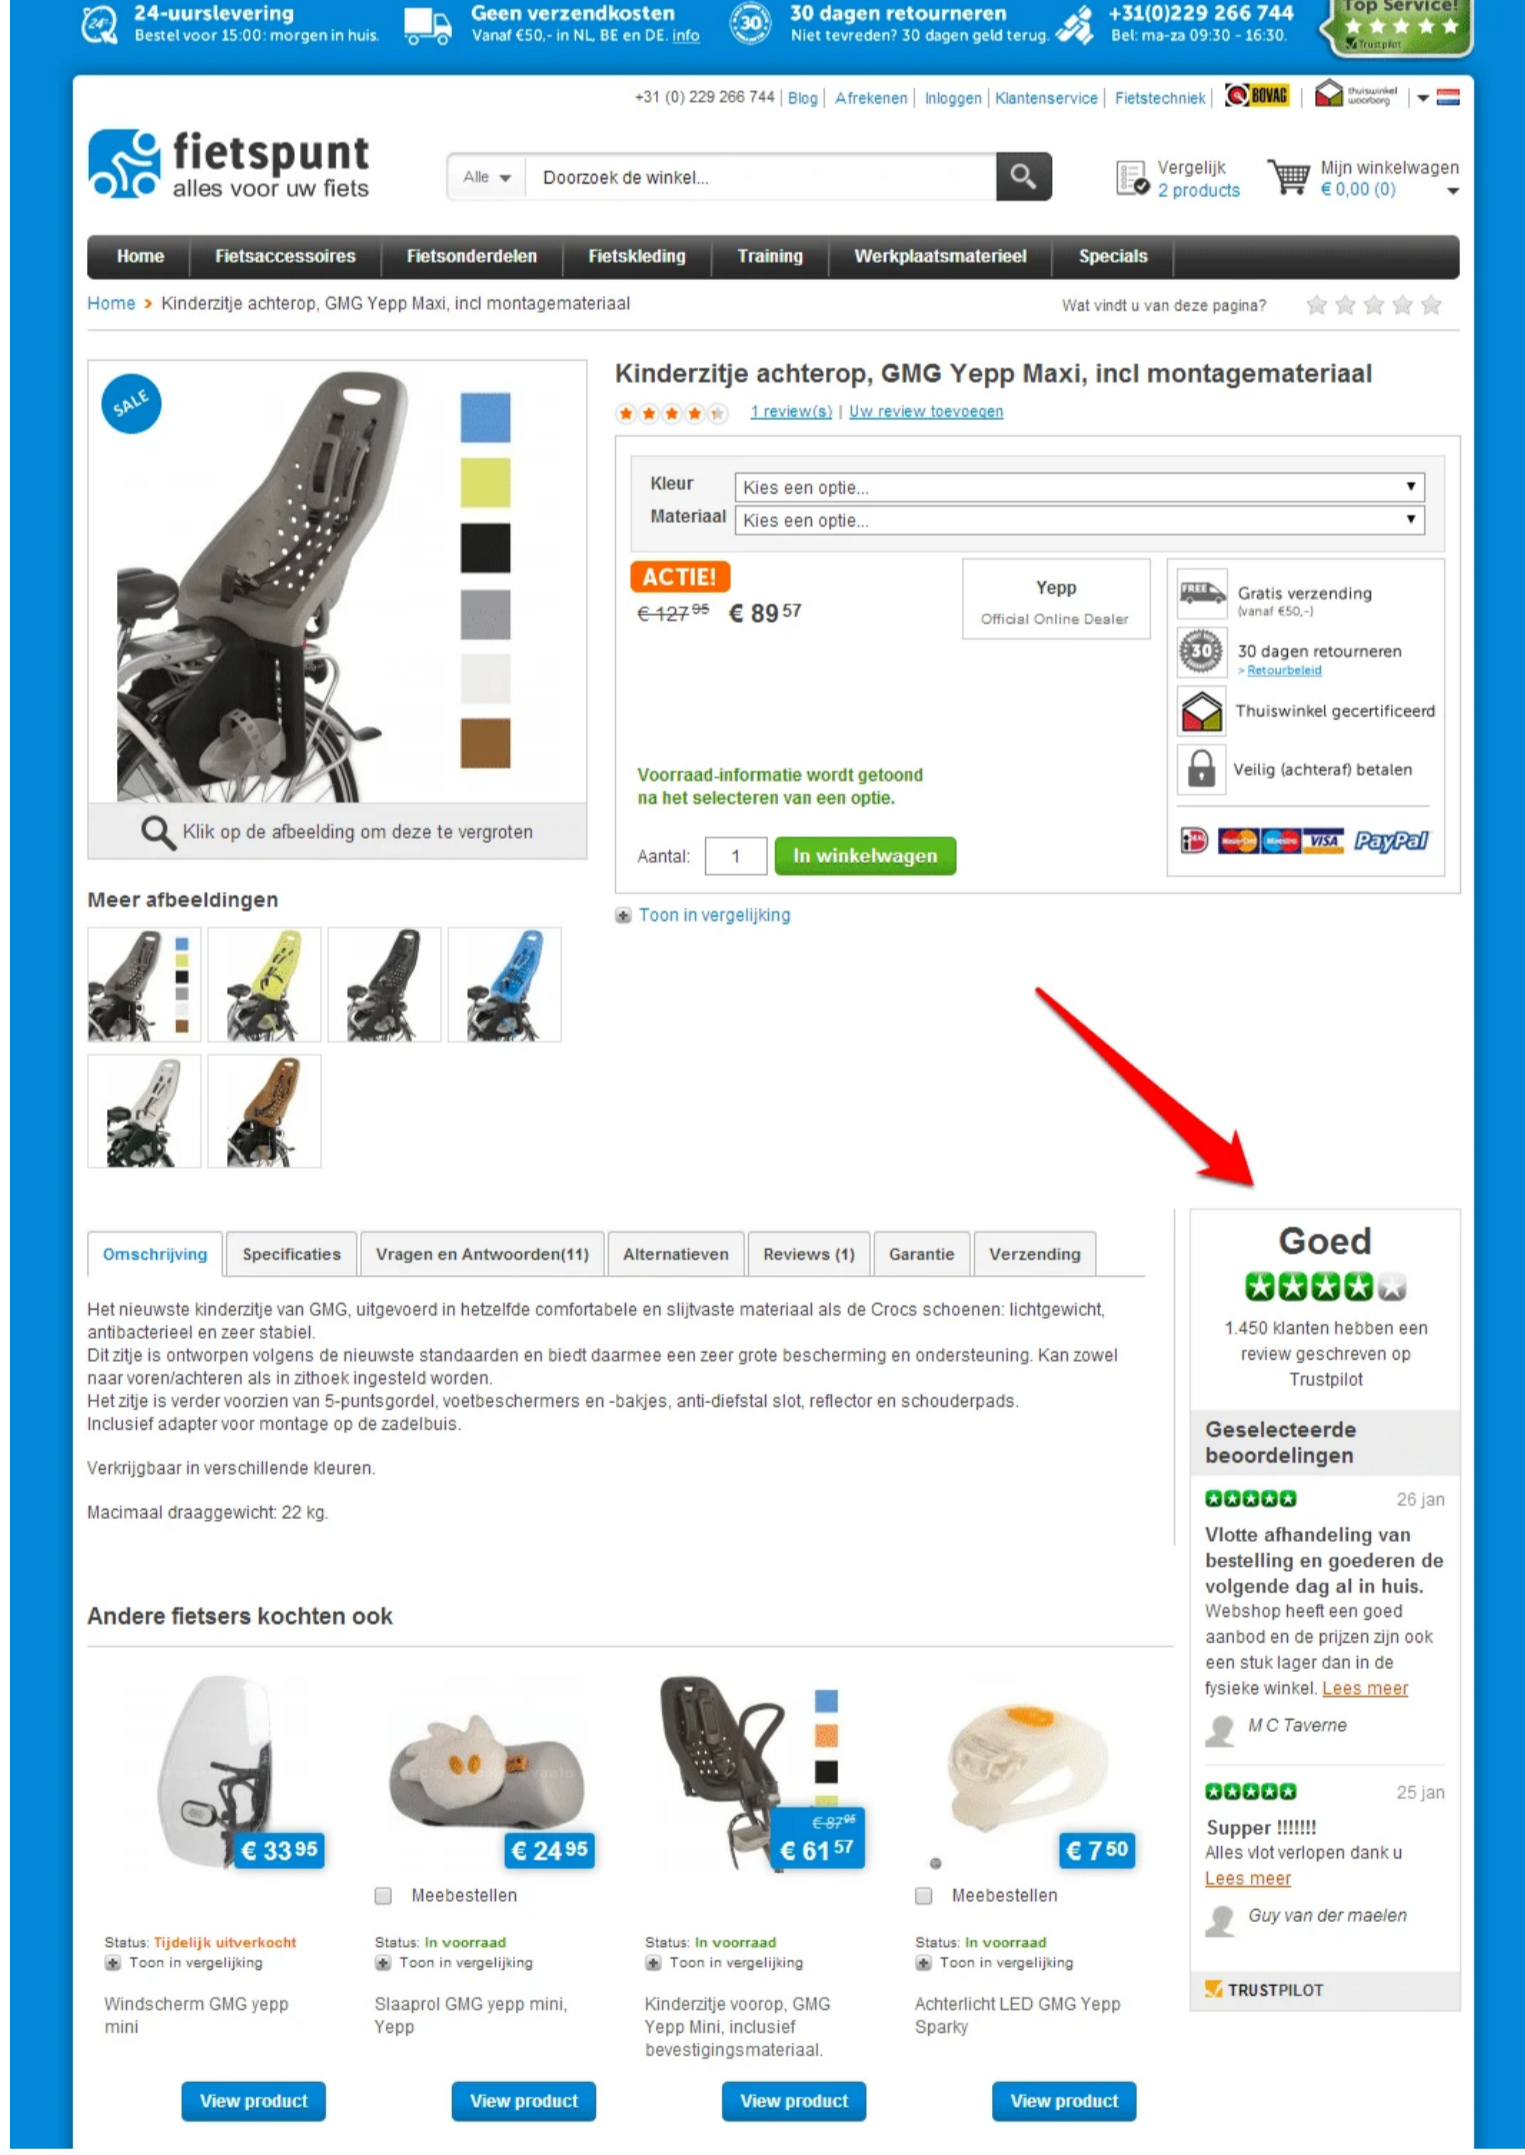 24-uurslevering
Bestel voor 15:00: morgen in huis.
Geen verzendkosten
Vanaf €50,- in NL, BE en DE. info
30
30 dagen retourneren
Niet tevreden? 30 dagen geld terug.
+31(0)229 266 744
Bel: ma-za 09:30 - 16:30.
Top Service!
Trustpilot
+31 (0) 229 266 744 | Blog | Afrekenen | Inloggen | Klantenservice | Fietstechniek | BOVAG | thuiswinkel waarborg
fietspunt
alles voor uw fiets
Alle
Doorzoek de winkel...
Vergelijk
2 products
Mijn winkelwagen
€ 0,00 (0)
Home Fietsaccessoires Fietsonderdelen Fietskleding Training Werkplaatsmaterieel Specials
Home > Kinderzitje achterop, GMG Yepp Maxi, incl montagemateriaal
Wat vindt u van deze pagina?
SALE
Klik op de afbeelding om deze te vergroten
Meer afbeeldingen
Kinderzitje achterop, GMG Yepp Maxi, incl montagemateriaal
1 review(s) | Uw review toevoegen
Kleur Kies een optie...
Materiaal Kies een optie...
ACTIE!
€ 127 95 € 89 57
Yepp
Official Online Dealer
Voorraad-informatie wordt getoond
na het selecteren van een optie.
Aantal: 1 In winkelwagen
FREE
Gratis verzending
(vanaf €50,-)
30
30 dagen retourneren
> Retourbeleid
Thuiswinkel gecertificeerd
Veilig (achteraf) betalen
iDEAL MasterCard Maestro VISA PayPal
Toon in vergelijking
Omschrijving Specificaties Vragen en Antwoorden(11) Alternatieven Reviews (1) Garantie Verzending
Het nieuwste kinderzitje van GMG, uitgevoerd in hetzelfde comfortabele en slijtvaste materiaal als de Crocs schoenen: lichtgewicht,
antibacterieel en zeer stabiel.
Dit zitje is ontworpen volgens de nieuwste standaarden en biedt daarmee een zeer grote bescherming en ondersteuning. Kan zowel
naar voren/achteren als in zithoek ingesteld worden.
Het zitje is verder voorzien van 5-puntsgordel, voetbeschermers en -bakjes, anti-diefstal slot, reflector en schouderpads.
Inclusief adapter voor montage op de zadelbuis.
Verkrijgbaar in verschillende kleuren.
Macimaal draaggewicht: 22 kg.
Goed
1.450 klanten hebben een
review geschreven op
Trustpilot
Geselecteerde
beoordelingen
26 jan
Vlotte afhandeling van
bestelling en goederen de
volgende dag al in huis.
Webshop heeft een goed
aanbod en de prijzen zijn ook
een stuk lager dan in de
fysieke winkel. Lees meer
M C Taverne
25 jan
Supper !!!!!!!
Alles vlot verlopen dank u
Lees meer
Guy van der maelen
TRUSTPILOT
Andere fietsers kochten ook
€ 33 95
Status: Tijdelijk uitverkocht
Toon in vergelijking
Windscherm GMG yepp
mini
View product
€ 24 95
Meebestellen
Status: In voorraad
Toon in vergelijking
Slaaprol GMG yepp mini,
Yepp
View product
€ 87 95
€ 61 57
Status: In voorraad
Toon in vergelijking
Kinderzitje voorop, GMG
Yepp Mini, inclusief
bevestigingsmateriaal.
View product
€ 7 50
Meebestellen
Status: In voorraad
Toon in vergelijking
Achterlicht LED GMG Yepp
Sparky
View product